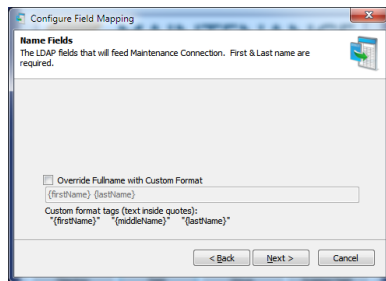 Configure Field Mapping
Name Fields
The LDAP fields that will feed Maintenance Connection. First & Last name are
required.
Override Fullname with Custom Format
{firstName} {lastName}
Custom format tags (text inside quotes):
"{firstName}" "{middleName}" "{lastName}"
< Back Next > Cancel